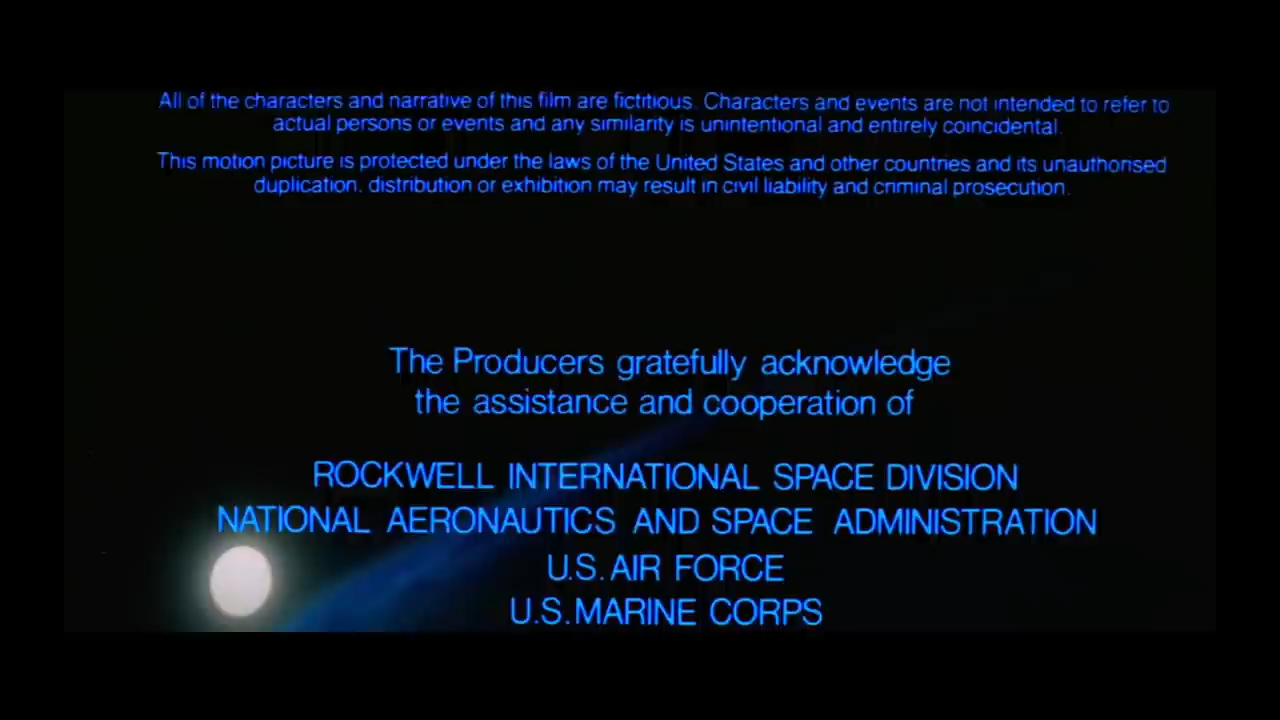 All of the characters and narrative of this film are fictitious. Characters and events are not intended to refer to
actual persons or events and any similarity is unintentional and entirely coincidental.
This motion picture is protected under the laws of the United States and other countries and its unauthorised
duplication, distribution or exhibition may result in civil liability and criminal prosecution.
The Producers gratefully acknowledge
the assistance and cooperation of
ROCKWELL INTERNATIONAL SPACE DIVISION
NATIONAL AERONAUTICS AND SPACE ADMINISTRATION
U.S. AIR FORCE
U.S. MARINE CORPS